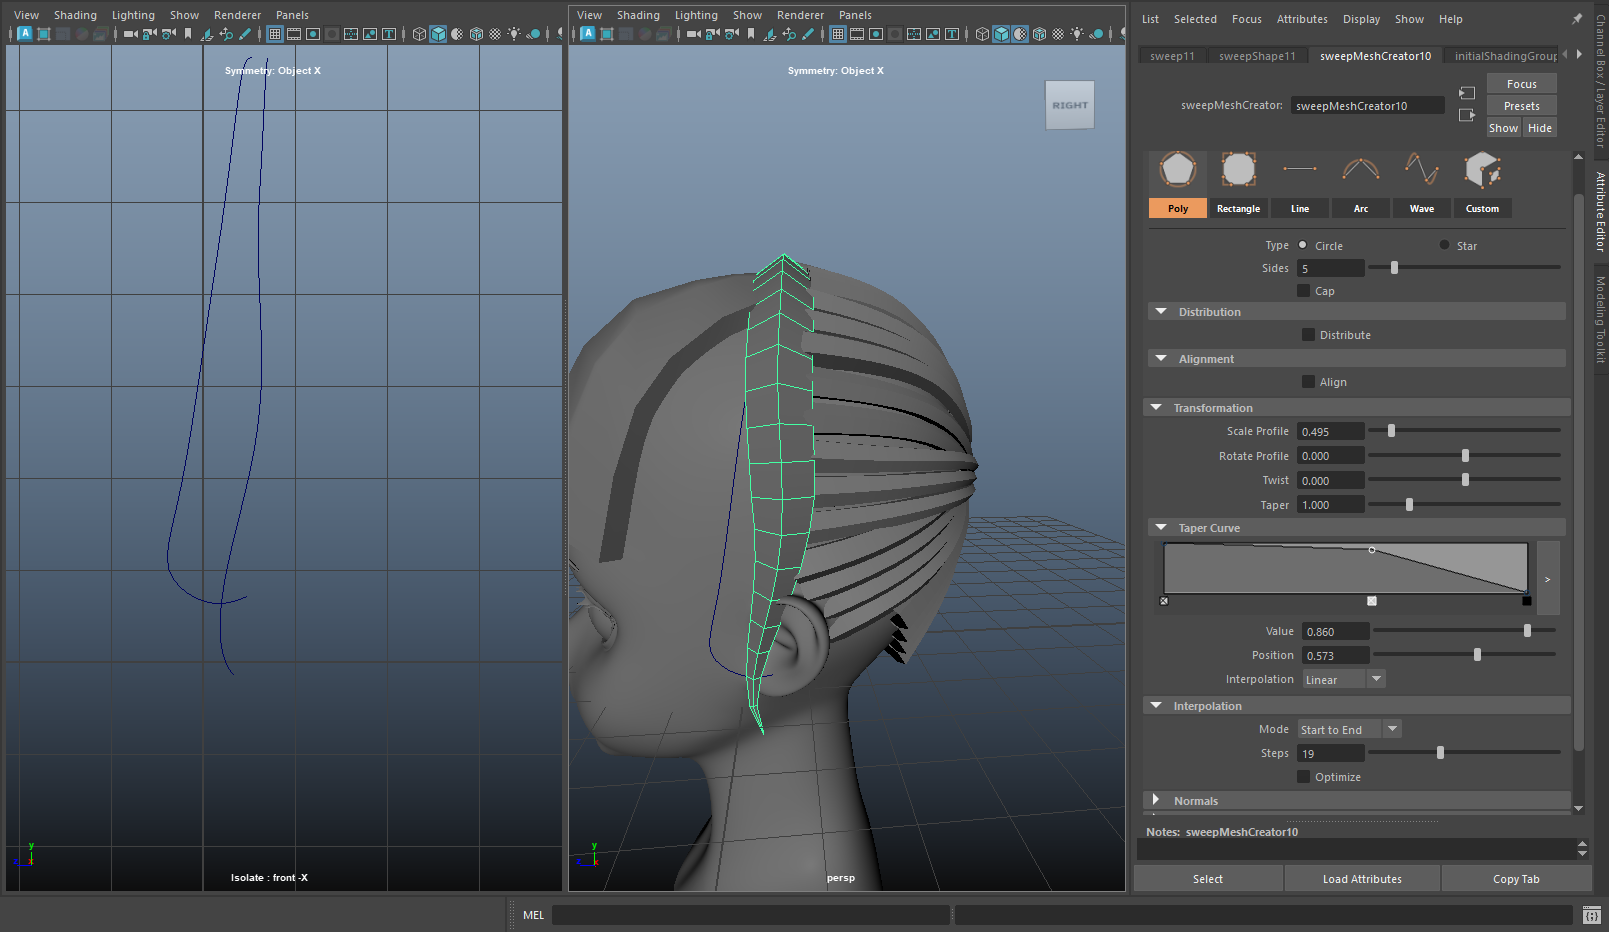 View Shading Lighting Show Renderer Panels
View Shading Lighting Show Renderer Panels
List Selected Focus Attributes Display Show Help
Symmetry: Object X
Symmetry: Object X
RIGHT
sweep11 sweepShape11 sweepMeshCreator10 initialShadingGroup
sweepMeshCreator: sweepMeshCreator10
Focus
Presets
Show Hide
Poly Rectangle Line Arc Wave Custom
Type Circle Star
Sides 5
Cap
Distribution
Distribute
Alignment
Align
Transformation
Scale Profile 0.495
Rotate Profile 0.000
Twist 0.000
Taper 1.000
Taper Curve
>
Value 0.860
Position 0.573
Interpolation Linear
Interpolation
Mode Start to End
Steps 19
Optimize
Normals
Notes: sweepMeshCreator10
Select Load Attributes Copy Tab
Channel Box / Layer Editor
Attribute Editor
Modeling Toolkit
y
x
Isolate : front -X
y
persp
MEL